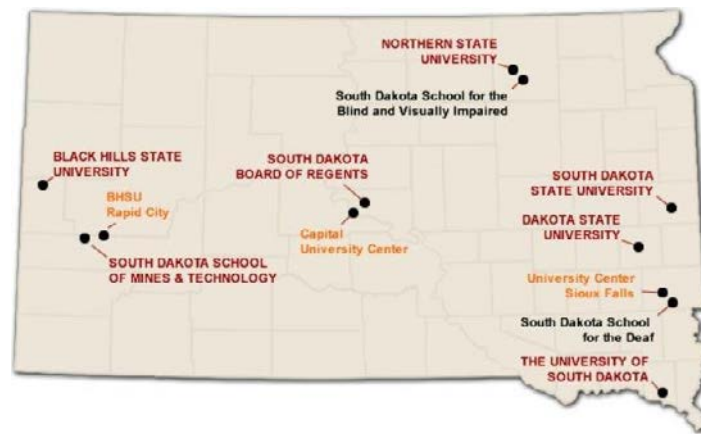 NORTHERN STATE
UNIVERSITY
South Dakota School for the
Blind and Visually Impaired
BLACK HILLS STATE
UNIVERSITY
BHSU
Rapid City
SOUTH DAKOTA SCHOOL
OF MINES & TECHNOLOGY
SOUTH DAKOTA
BOARD OF REGENTS
Capital
University Center
SOUTH DAKOTA
STATE UNIVERSITY
DAKOTA STATE
UNIVERSITY
University Center
Sioux Falls
South Dakota School
for the Deaf
THE UNIVERSITY OF
SOUTH DAKOTA